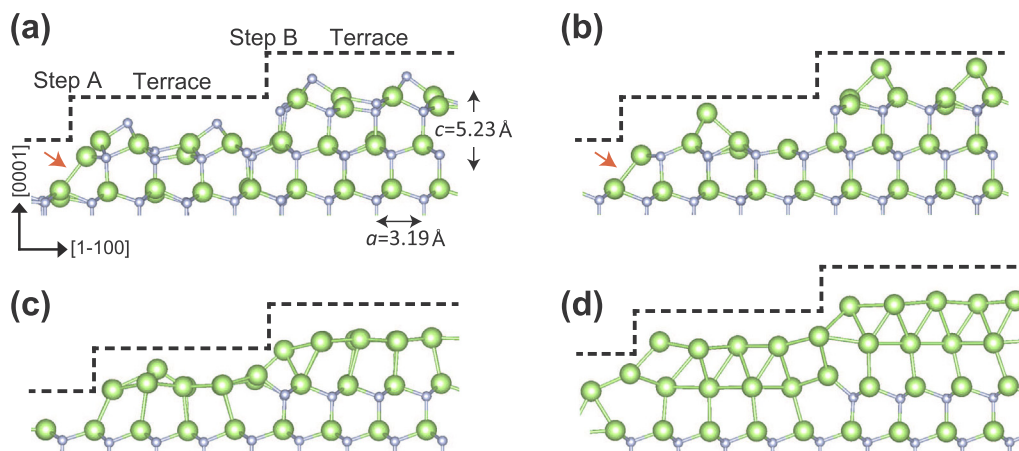 (a)
Step B Terrace
Step A Terrace
c=5.23 Å
[0001]
[1-100]
a=3.19 Å
(b)
(c)
(d)